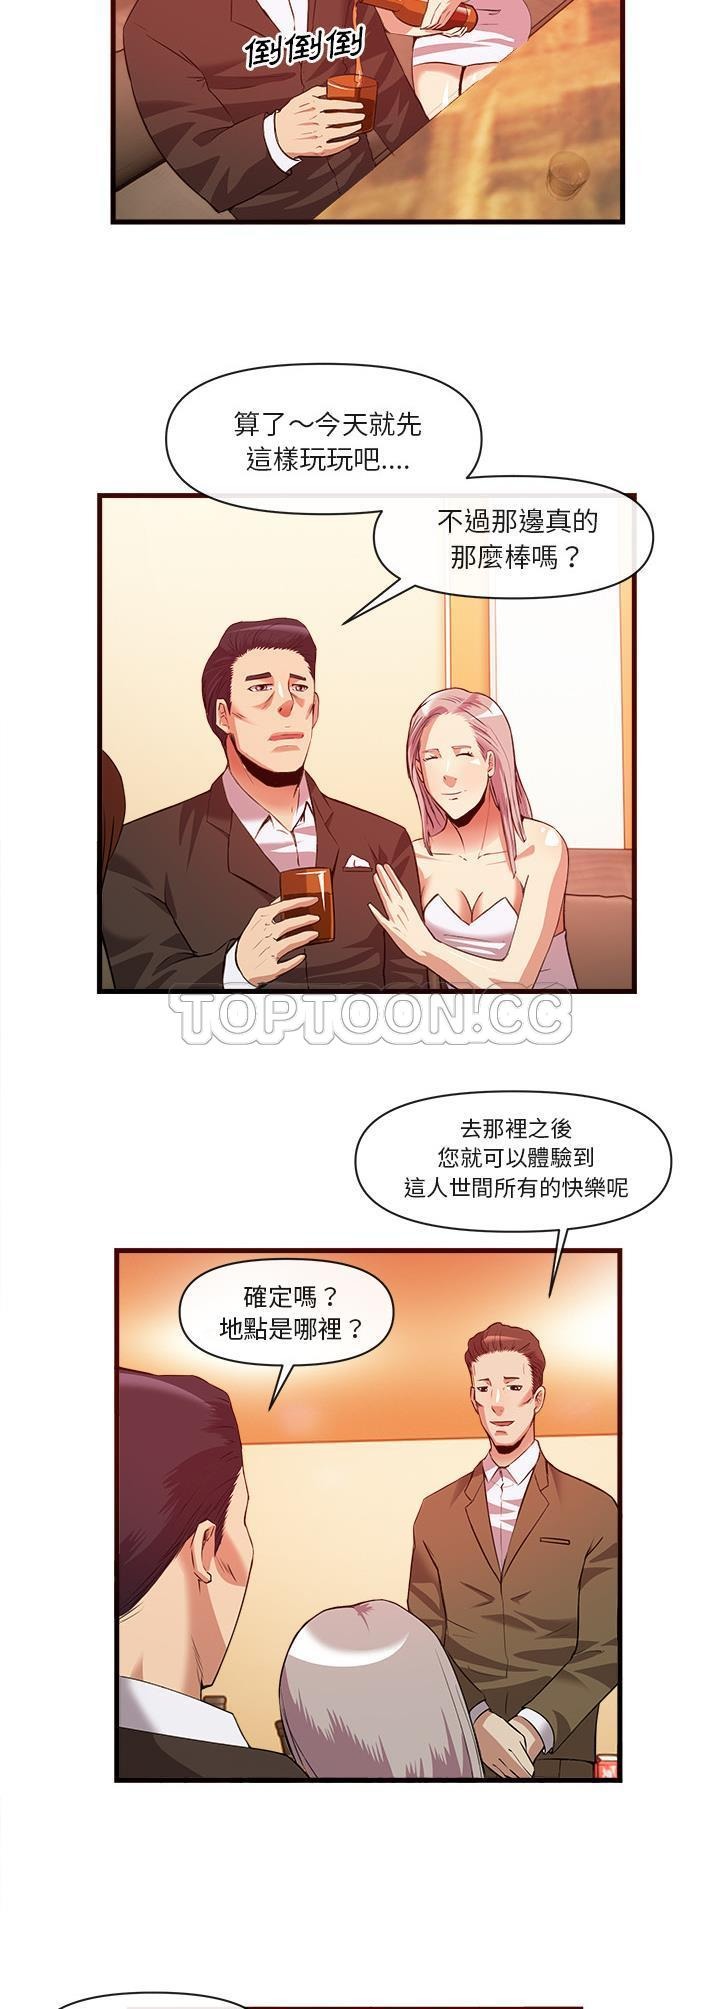 倒倒倒
算了～今天就先
這樣玩玩吧....
不過那邊真的
那麼棒嗎？
TOPTOON.CC
去那裡之後
您就可以體驗到
這人世間所有的快樂呢
確定嗎？
地點是哪裡？